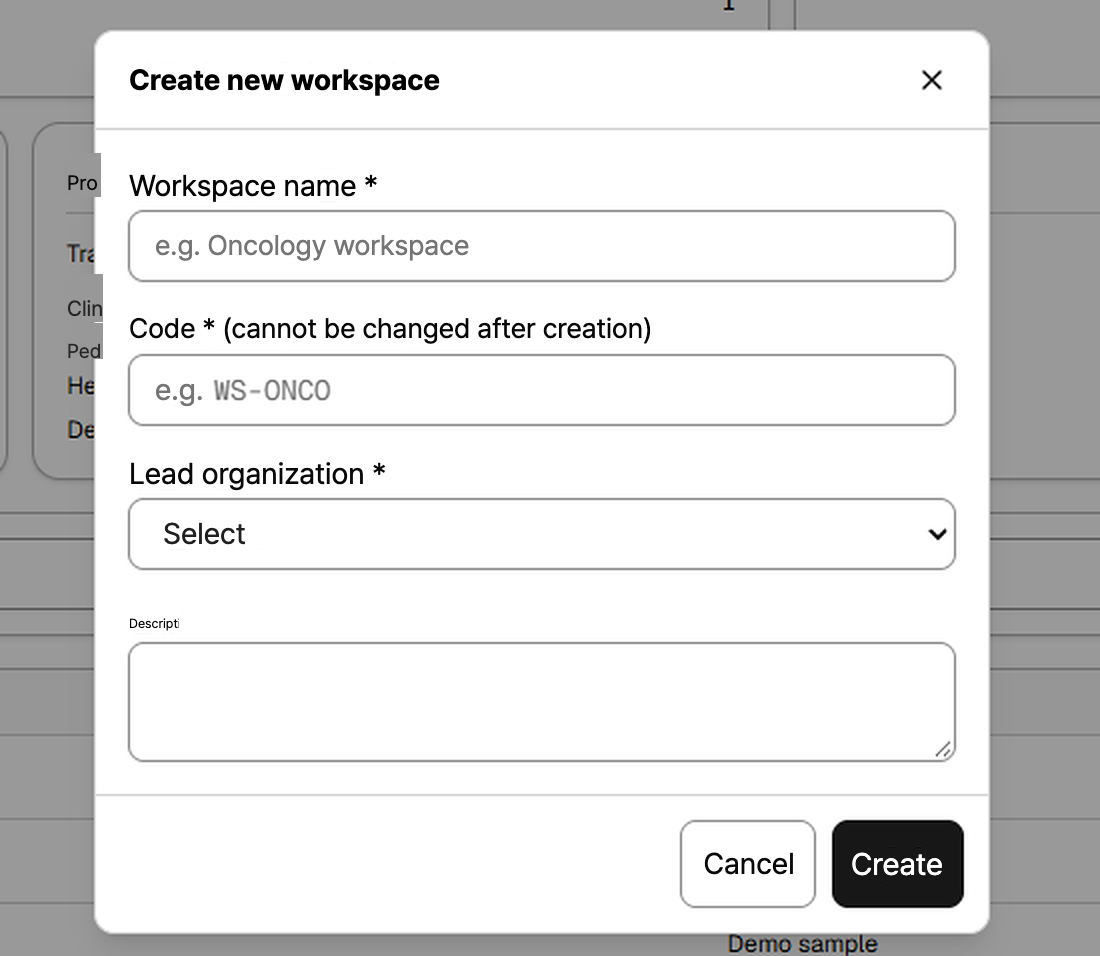 1
Create new workspace
Pro
Workspace name *
e.g. Oncology workspace
Tra
Clin
Code * (cannot be changed after creation)
Ped
e.g. WS-ONCO
He
De
Lead organization *
Select
Descripti
Cancel
Create
Demo sample